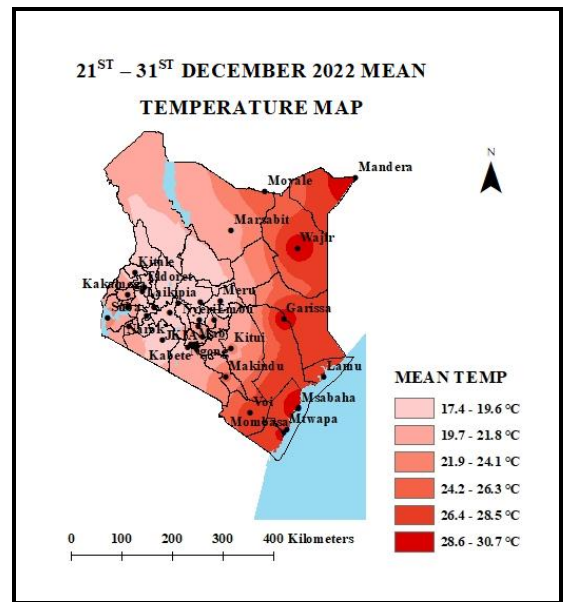 21ST – 31ST DECEMBER 2022 MEAN
TEMPERATURE MAP
N
Mandera
Moyale
Marsabit
Wajir
Kitale
Kakamega
Laikipia
Meru
Garissa
Kitui
Kabete
Makindu
Lamu
Voi
Msabaha
Mombasa
Mtwapa
MEAN TEMP
17.4 - 19.6 °C
19.7 - 21.8 °C
21.9 - 24.1 °C
24.2 - 26.3 °C
26.4 - 28.5 °C
28.6 - 30.7 °C
0 100 200 300 400 Kilometers